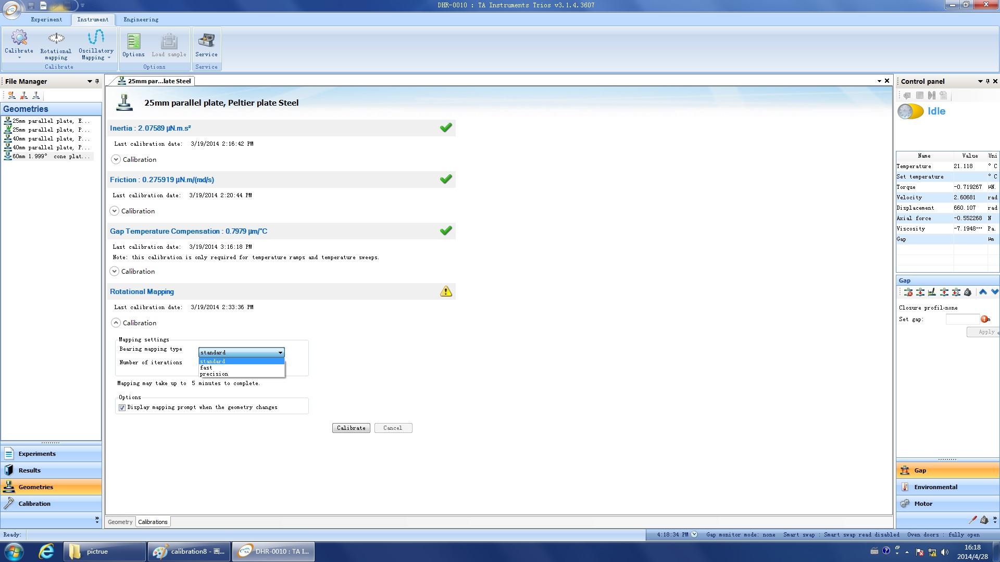 DHR-0010 : TA Instruments Trios v3.1.4.3607
Experiment Instrument Engineering
Calibrate Rotational mapping Oscillatory Mapping Options Load sample Service
Calibrate Options Service
File Manager
Geometries
25mm parallel plate, E...
25mm parallel plate, P...
40mm parallel plate, P...
40mm parallel plate, P...
60mm 1.999° cone plat...
Experiments
Results
Geometries
Calibration
25mm par...late Steel
25mm parallel plate, Peltier plate Steel
Inertia : 2.07589 µN.m.s²
Last calibration date: 3/19/2014 2:16:42 PM
Calibration
Friction : 0.275919 µN.m/(rad/s)
Last calibration date: 3/19/2014 2:20:44 PM
Calibration
Gap Temperature Compensation : 0.7979 µm/°C
Last calibration date: 3/19/2014 3:16:18 PM
Note: this calibration is only required for temperature ramps and temperature sweeps.
Calibration
Rotational Mapping
Last calibration date: 3/19/2014 2:33:36 PM
Calibration
Mapping settings
Bearing mapping type standard
standard
Number of iterations
fast
precision
Mapping may take up to 5 minutes to complete.
Options
Display mapping prompt when the geometry changes
Calibrate Cancel
Geometry Calibrations
Control panel
Idle
Name Value Uni
Temperature 21.118 °C
Set temperature °C
Torque -0.719267 µN.
Velocity 2.60681 rad
Displacement 660.107 rad
Axial force -0.552268 N
Viscosity -7.1948··· Pa.
Gap µm
Gap
Closure profil none
Set gap: m
Apply
Gap
Environmental
Motor
Ready:
4:18:34 PM Gap monitor mode: none Smart swap : Smart swap read disabled Oven doors : fully open
pictrue
calibration8 - 画...
DHR-0010 : TA I...
16:18
2014/4/28